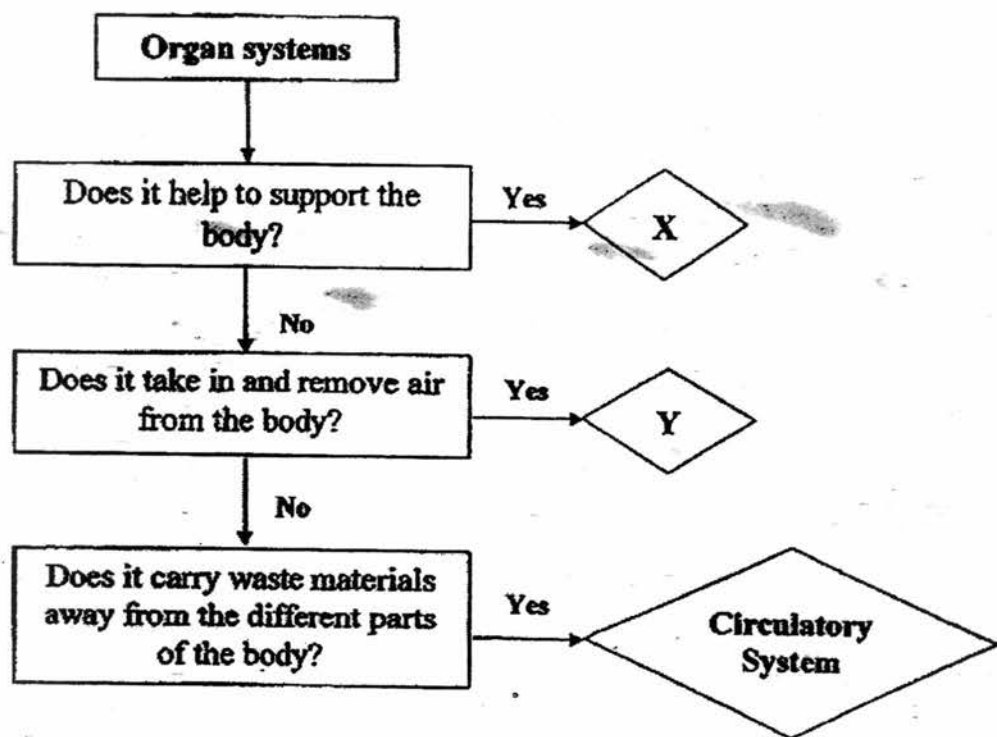 Organ systems
Does it help to support the
body?
Yes
X
No
Does it take in and remove air
from the body?
Yes
Y
No
Does it carry waste materials
away from the different parts
of the body?
Yes
Circulatory
System